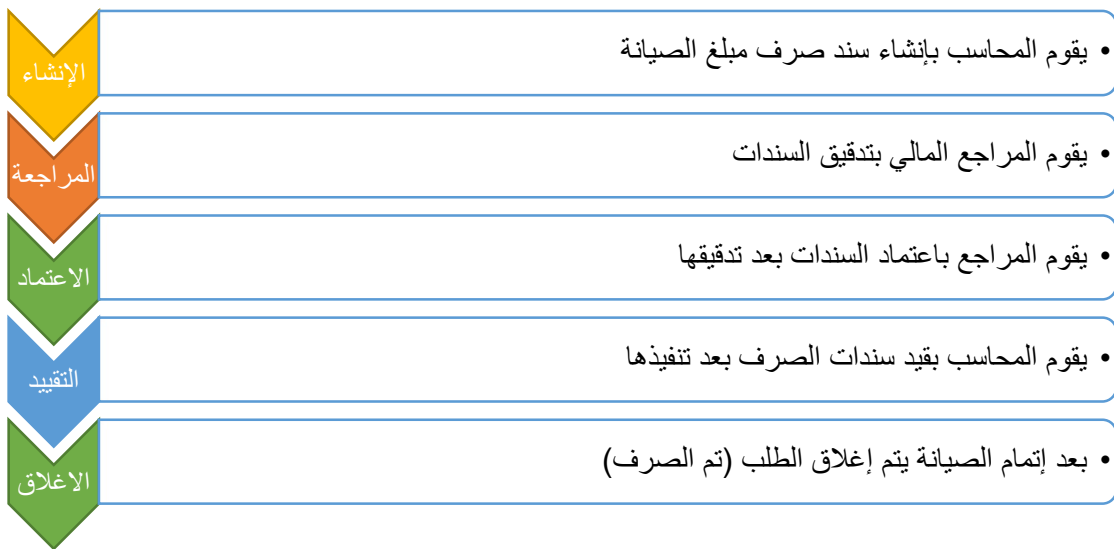 الإنشاء
• يقوم المحاسب بإنشاء سند صرف مبلغ الصيانة
المراجعة
• يقوم المراجع المالي بتدقيق السندات
الاعتماد
• يقوم المراجع باعتماد السندات بعد تدقيقها
التقييد
• يقوم المحاسب بقيد سندات الصرف بعد تنفيذها
الاغلاق
• بعد إتمام الصيانة يتم إغلاق الطلب (تم الصرف)